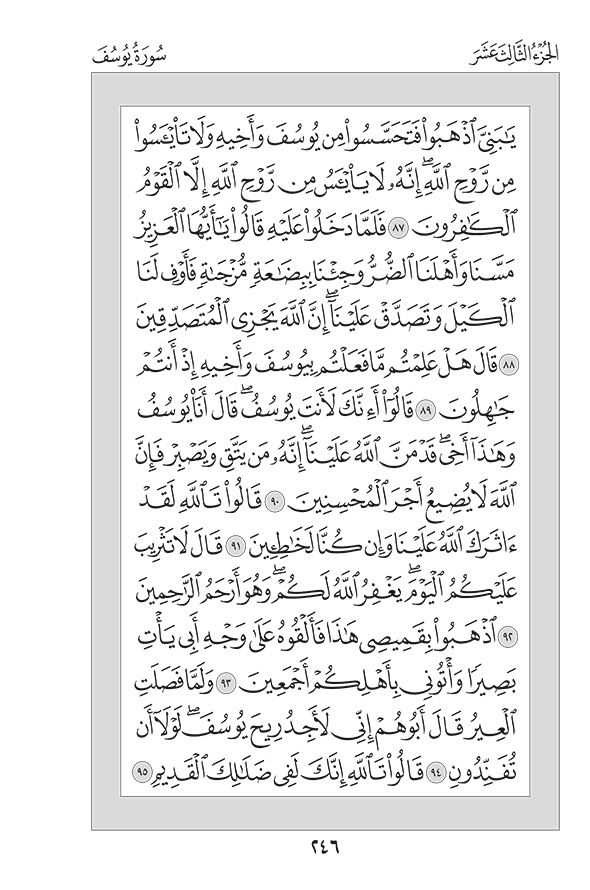 الجُزْءُ الثَّالِثَ عَشَرَ
سُورَةُ يُوسُفَ
يَٰبَنِيَّ ٱذۡهَبُواْ فَتَحَسَّسُواْ مِن يُوسُفَ وَأَخِيهِ وَلَا تَاْيۡـَٔسُواْ
مِن رَّوۡحِ ٱللَّهِۖ إِنَّهُۥ لَا يَاْيۡـَٔسُ مِن رَّوۡحِ ٱللَّهِ إِلَّا ٱلۡقَوۡمُ
ٱلۡكَٰفِرُونَ ٨٧ فَلَمَّا دَخَلُواْ عَلَيۡهِ قَالُواْ يَٰٓأَيُّهَا ٱلۡعَزِيزُ
مَسَّنَا وَأَهۡلَنَا ٱلضُّرُّ وَجِئۡنَا بِبِضَٰعَةٖ مُّزۡجَىٰةٖ فَأَوۡفِ لَنَا
ٱلۡكَيۡلَ وَتَصَدَّقۡ عَلَيۡنَآۖ إِنَّ ٱللَّهَ يَجۡزِي ٱلۡمُتَصَدِّقِينَ
٨٨ قَالَ هَلۡ عَلِمۡتُم مَّا فَعَلۡتُم بِيُوسُفَ وَأَخِيهِ إِذۡ أَنتُمۡ
جَٰهِلُونَ ٨٩ قَالُوٓاْ أَءِنَّكَ لَأَنتَ يُوسُفُۖ قَالَ أَنَا۠ يُوسُفُ
وَهَٰذَآ أَخِيۖ قَدۡ مَنَّ ٱللَّهُ عَلَيۡنَآۖ إِنَّهُۥ مَن يَتَّقِ وَيَصۡبِرۡ فَإِنَّ
ٱللَّهَ لَا يُضِيعُ أَجۡرَ ٱلۡمُحۡسِنِينَ ٩٠ قَالُواْ تَٱللَّهِ لَقَدۡ
ءَاثَرَكَ ٱللَّهُ عَلَيۡنَا وَإِن كُنَّا لَخَٰطِـِٔينَ ٩١ قَالَ لَا تَثۡرِيبَ
عَلَيۡكُمُ ٱلۡيَوۡمَۖ يَغۡفِرُ ٱللَّهُ لَكُمۡۖ وَهُوَ أَرۡحَمُ ٱلرَّٰحِمِينَ
٩٢ ٱذۡهَبُواْ بِقَمِيصِي هَٰذَا فَأَلۡقُوهُ عَلَىٰ وَجۡهِ أَبِي يَأۡتِ
بَصِيرٗا وَأۡتُونِي بِأَهۡلِكُمۡ أَجۡمَعِينَ ٩٣ وَلَمَّا فَصَلَتِ
ٱلۡعِيرُ قَالَ أَبُوهُمۡ إِنِّي لَأَجِدُ رِيحَ يُوسُفَۖ لَوۡلَآ أَن
تُفَنِّدُونِ ٩٤ قَالُواْ تَٱللَّهِ إِنَّكَ لَفِي ضَلَٰلِكَ ٱلۡقَدِيمِ ٩٥
٢٤٦